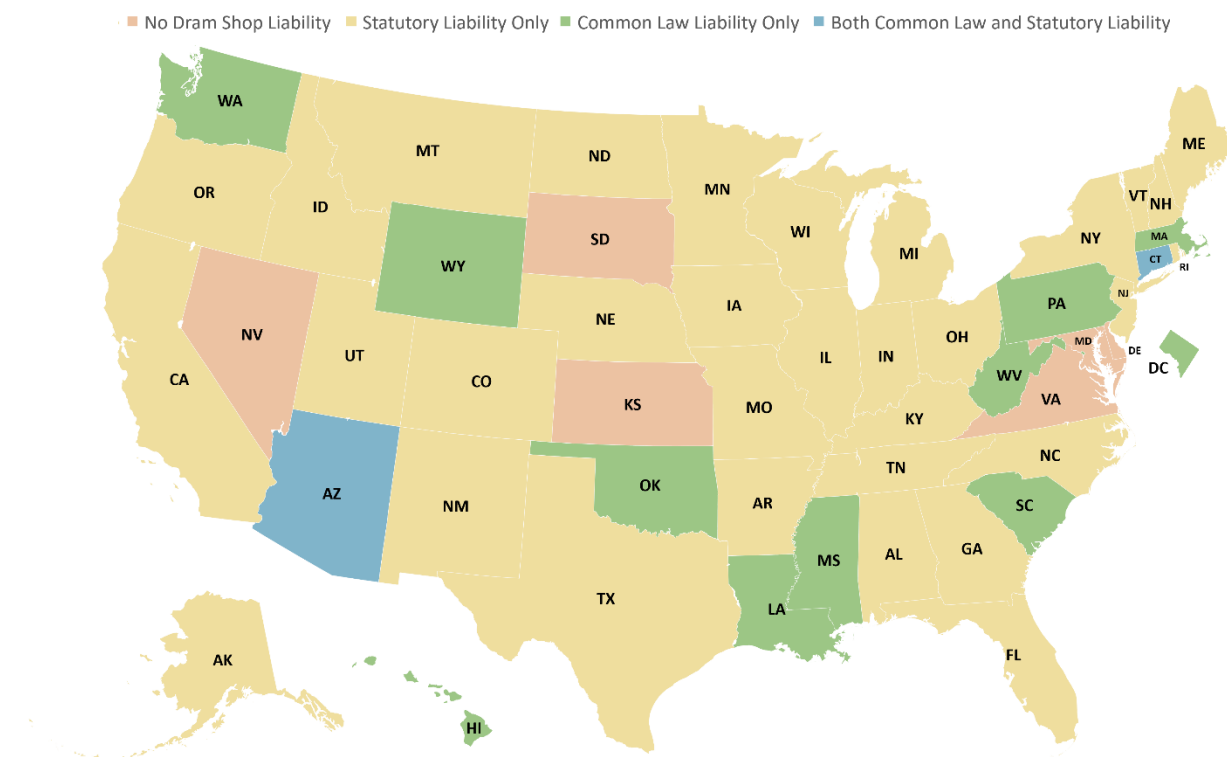 No Dram Shop Liability Statutory Liability Only Common Law Liability Only Both Common Law and Statutory Liability
WA
MT
ND
MN
OR
ID
SD
WI
MI
NY
VT
NH
ME
MA
CT
RI
WY
NE
IA
PA
NJ
NV
UT
CO
IL
IN
OH
MD
DE
DC
CA
KS
MO
KY
WV
VA
AZ
NM
OK
AR
TN
NC
SC
TX
LA
MS
AL
GA
FL
AK
HI